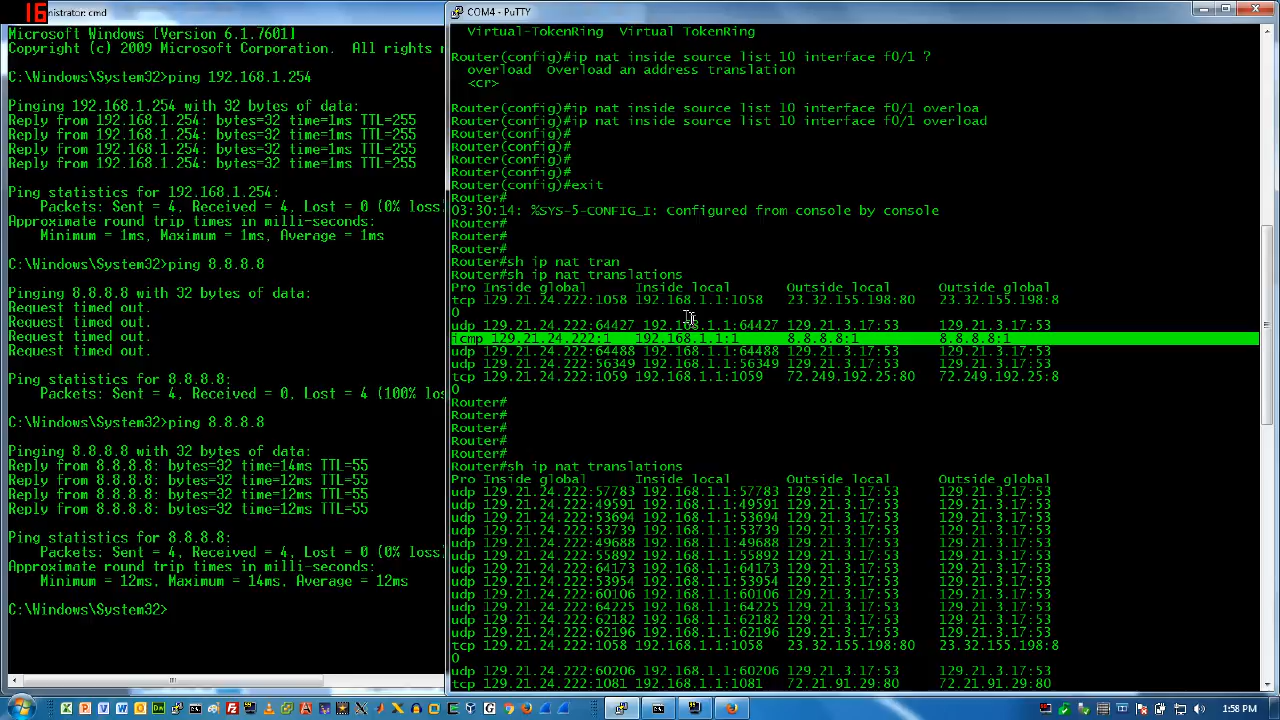 16
nistrator: cmd
Microsoft Windows [Version 6.1.7601]
Copyright (c) 2009 Microsoft Corporation. All rights
C:\Windows\System32>ping 192.168.1.254
Pinging 192.168.1.254 with 32 bytes of data:
Reply from 192.168.1.254: bytes=32 time=1ms TTL=255
Reply from 192.168.1.254: bytes=32 time=1ms TTL=255
Reply from 192.168.1.254: bytes=32 time=1ms TTL=255
Reply from 192.168.1.254: bytes=32 time=1ms TTL=255
Ping statistics for 192.168.1.254:
Packets: Sent = 4, Received = 4, Lost = 0 (0% loss
Approximate round trip times in milli-seconds:
Minimum = 1ms, Maximum = 1ms, Average = 1ms
C:\Windows\System32>ping 8.8.8.8
Pinging 8.8.8.8 with 32 bytes of data:
Request timed out.
Request timed out.
Request timed out.
Request timed out.
Ping statistics for 8.8.8.8:
Packets: Sent = 4, Received = 0, Lost = 4 (100% los
C:\Windows\System32>ping 8.8.8.8
Pinging 8.8.8.8 with 32 bytes of data:
Reply from 8.8.8.8: bytes=32 time=14ms TTL=55
Reply from 8.8.8.8: bytes=32 time=12ms TTL=55
Reply from 8.8.8.8: bytes=32 time=12ms TTL=55
Reply from 8.8.8.8: bytes=32 time=12ms TTL=55
Ping statistics for 8.8.8.8:
Packets: Sent = 4, Received = 4, Lost = 0 (0% loss
Approximate round trip times in milli-seconds:
Minimum = 12ms, Maximum = 14ms, Average = 12ms
C:\Windows\System32>
COM4 - PuTTY
Virtual-TokenRing Virtual TokenRing
Router(config)#ip nat inside source list 10 interface f0/1 ?
overload Overload an address translation
<cr>
Router(config)#ip nat inside source list 10 interface f0/1 overloa
Router(config)#ip nat inside source list 10 interface f0/1 overload
Router(config)#
Router(config)#
Router(config)#
Router(config)#
Router(config)#exit
Router#
03:30:14: %SYS-5-CONFIG_I: Configured from console by console
Router#
Router#
Router#
Router#sh ip nat tran
Router#sh ip nat translations
Pro Inside global Inside local Outside local Outside global
tcp 129.21.24.222:1058 192.168.1.1:1058 23.32.155.198:80 23.32.155.198:8
0
udp 129.21.24.222:64427 192.168.1.1:64427 129.21.3.17:53 129.21.3.17:53
icmp 129.21.24.222:1 192.168.1.1:1 8.8.8.8:1 8.8.8.8:1
udp 129.21.24.222:64488 192.168.1.1:64488 129.21.3.17:53 129.21.3.17:53
udp 129.21.24.222:56349 192.168.1.1:56349 129.21.3.17:53 129.21.3.17:53
tcp 129.21.24.222:1059 192.168.1.1:1059 72.249.192.25:80 72.249.192.25:8
0
Router#
Router#
Router#
Router#
Router#
Router#sh ip nat translations
Pro Inside global Inside local Outside local Outside global
udp 129.21.24.222:57783 192.168.1.1:57783 129.21.3.17:53 129.21.3.17:53
udp 129.21.24.222:49591 192.168.1.1:49591 129.21.3.17:53 129.21.3.17:53
udp 129.21.24.222:53694 192.168.1.1:53694 129.21.3.17:53 129.21.3.17:53
udp 129.21.24.222:53739 192.168.1.1:53739 129.21.3.17:53 129.21.3.17:53
udp 129.21.24.222:49688 192.168.1.1:49688 129.21.3.17:53 129.21.3.17:53
udp 129.21.24.222:55892 192.168.1.1:55892 129.21.3.17:53 129.21.3.17:53
udp 129.21.24.222:64173 192.168.1.1:64173 129.21.3.17:53 129.21.3.17:53
udp 129.21.24.222:53954 192.168.1.1:53954 129.21.3.17:53 129.21.3.17:53
udp 129.21.24.222:60106 192.168.1.1:60106 129.21.3.17:53 129.21.3.17:53
udp 129.21.24.222:64225 192.168.1.1:64225 129.21.3.17:53 129.21.3.17:53
udp 129.21.24.222:62182 192.168.1.1:62182 129.21.3.17:53 129.21.3.17:53
udp 129.21.24.222:62196 192.168.1.1:62196 129.21.3.17:53 129.21.3.17:53
tcp 129.21.24.222:1058 192.168.1.1:1058 23.32.155.198:80 23.32.155.198:8
0
udp 129.21.24.222:60206 192.168.1.1:60206 129.21.3.17:53 129.21.3.17:53
tcp 129.21.24.222:1081 192.168.1.1:1081 72.21.91.29:80 72.21.91.29:80
1:58 PM